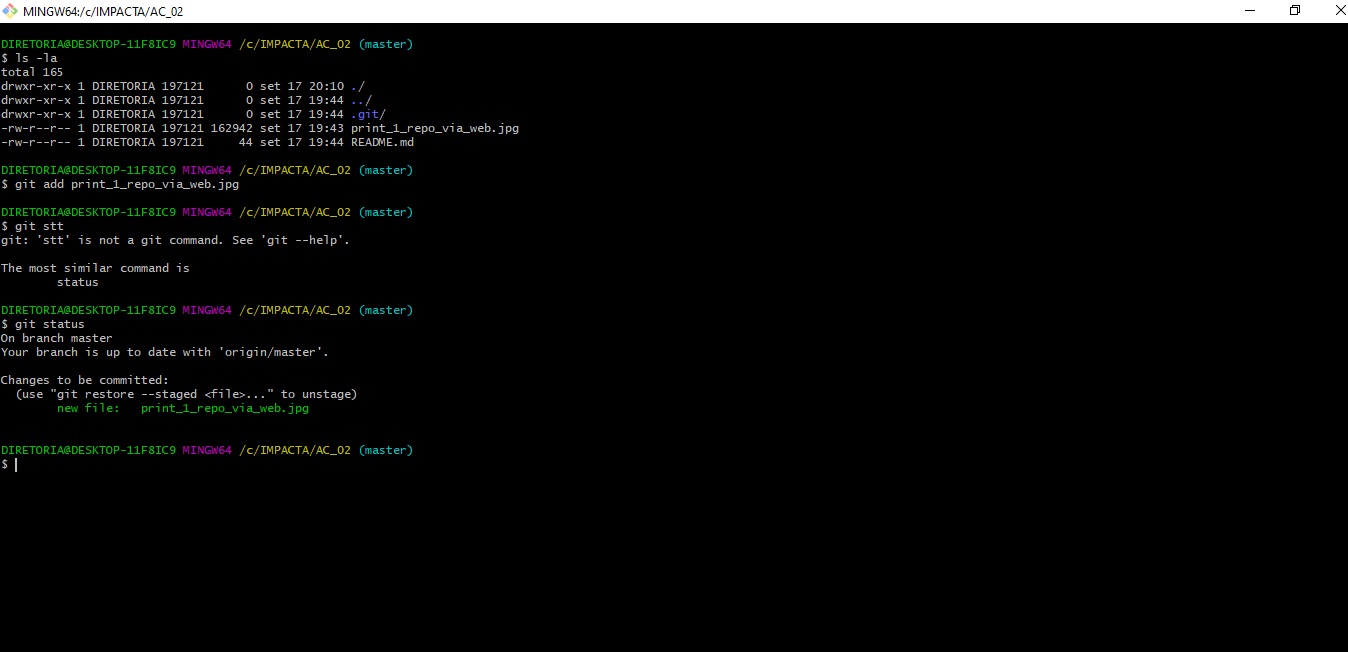 MINGW64:/c/IMPACTA/AC_02
DIRETORIA@DESKTOP-11F8IC9 MINGW64 /c/IMPACTA/AC_02 (master)
$ ls -la
total 165
drwxr-xr-x 1 DIRETORIA 197121      0 set 17 20:10 ./
drwxr-xr-x 1 DIRETORIA 197121      0 set 17 19:44 ../
drwxr-xr-x 1 DIRETORIA 197121      0 set 17 19:44 .git/
-rw-r--r-- 1 DIRETORIA 197121 162942 set 17 19:43 print_1_repo_via_web.jpg
-rw-r--r-- 1 DIRETORIA 197121     44 set 17 19:44 README.md
DIRETORIA@DESKTOP-11F8IC9 MINGW64 /c/IMPACTA/AC_02 (master)
$ git add print_1_repo_via_web.jpg
DIRETORIA@DESKTOP-11F8IC9 MINGW64 /c/IMPACTA/AC_02 (master)
$ git stt
git: 'stt' is not a git command. See 'git --help'.
The most similar command is
        status
DIRETORIA@DESKTOP-11F8IC9 MINGW64 /c/IMPACTA/AC_02 (master)
$ git status
On branch master
Your branch is up to date with 'origin/master'.
Changes to be committed:
  (use "git restore --staged <file>..." to unstage)
        new file:   print_1_repo_via_web.jpg
DIRETORIA@DESKTOP-11F8IC9 MINGW64 /c/IMPACTA/AC_02 (master)
$